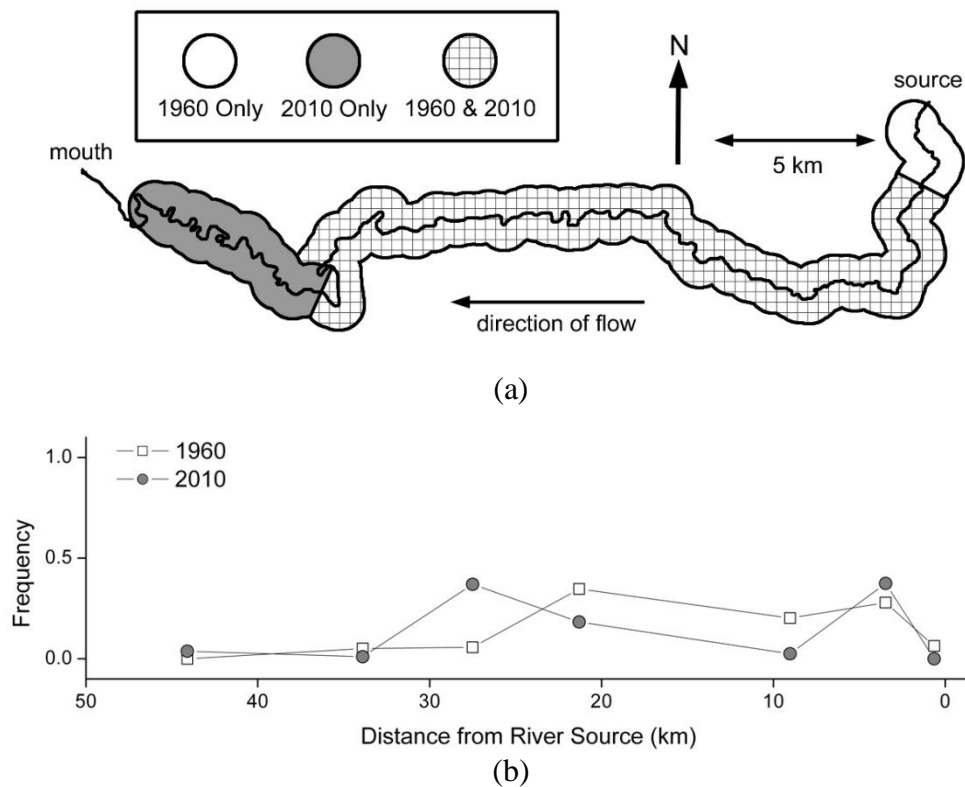 1960 Only 2010 Only 1960 & 2010
N
source
5 km
mouth
direction of flow
(a)
1960
2010
1.0
0.5
0.0
Frequency
50 40 30 20 10 0
Distance from River Source (km)
(b)